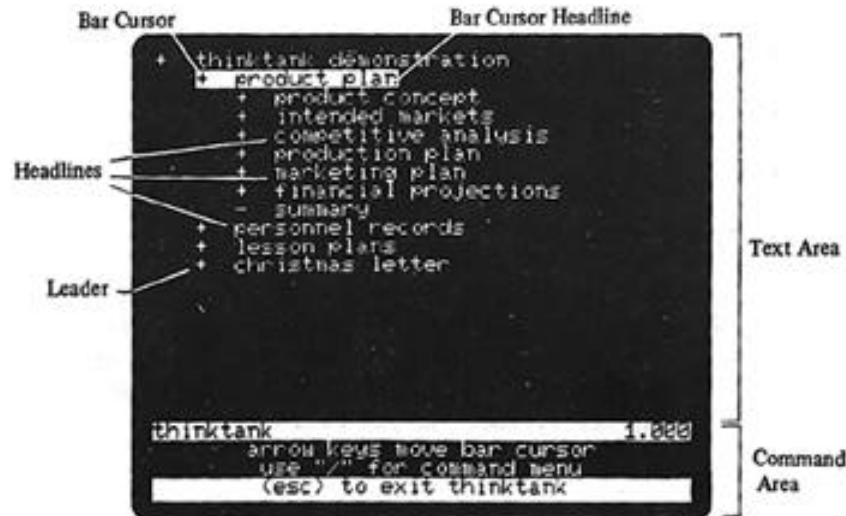 Bar Cursor
Bar Cursor Headline
+ thinktank demonstration
+ product plan
+ product concept
+ intended markets
+ competitive analysis
+ production plan
+ marketing plan
+ financial projections
- summary
+ personnel records
+ lesson plans
+ christmas letter
Headlines
Leader
Text Area
thinktank 1.000
arrow keys move bar cursor
use "/" for command menu
(esc) to exit thinktank
Command
Area